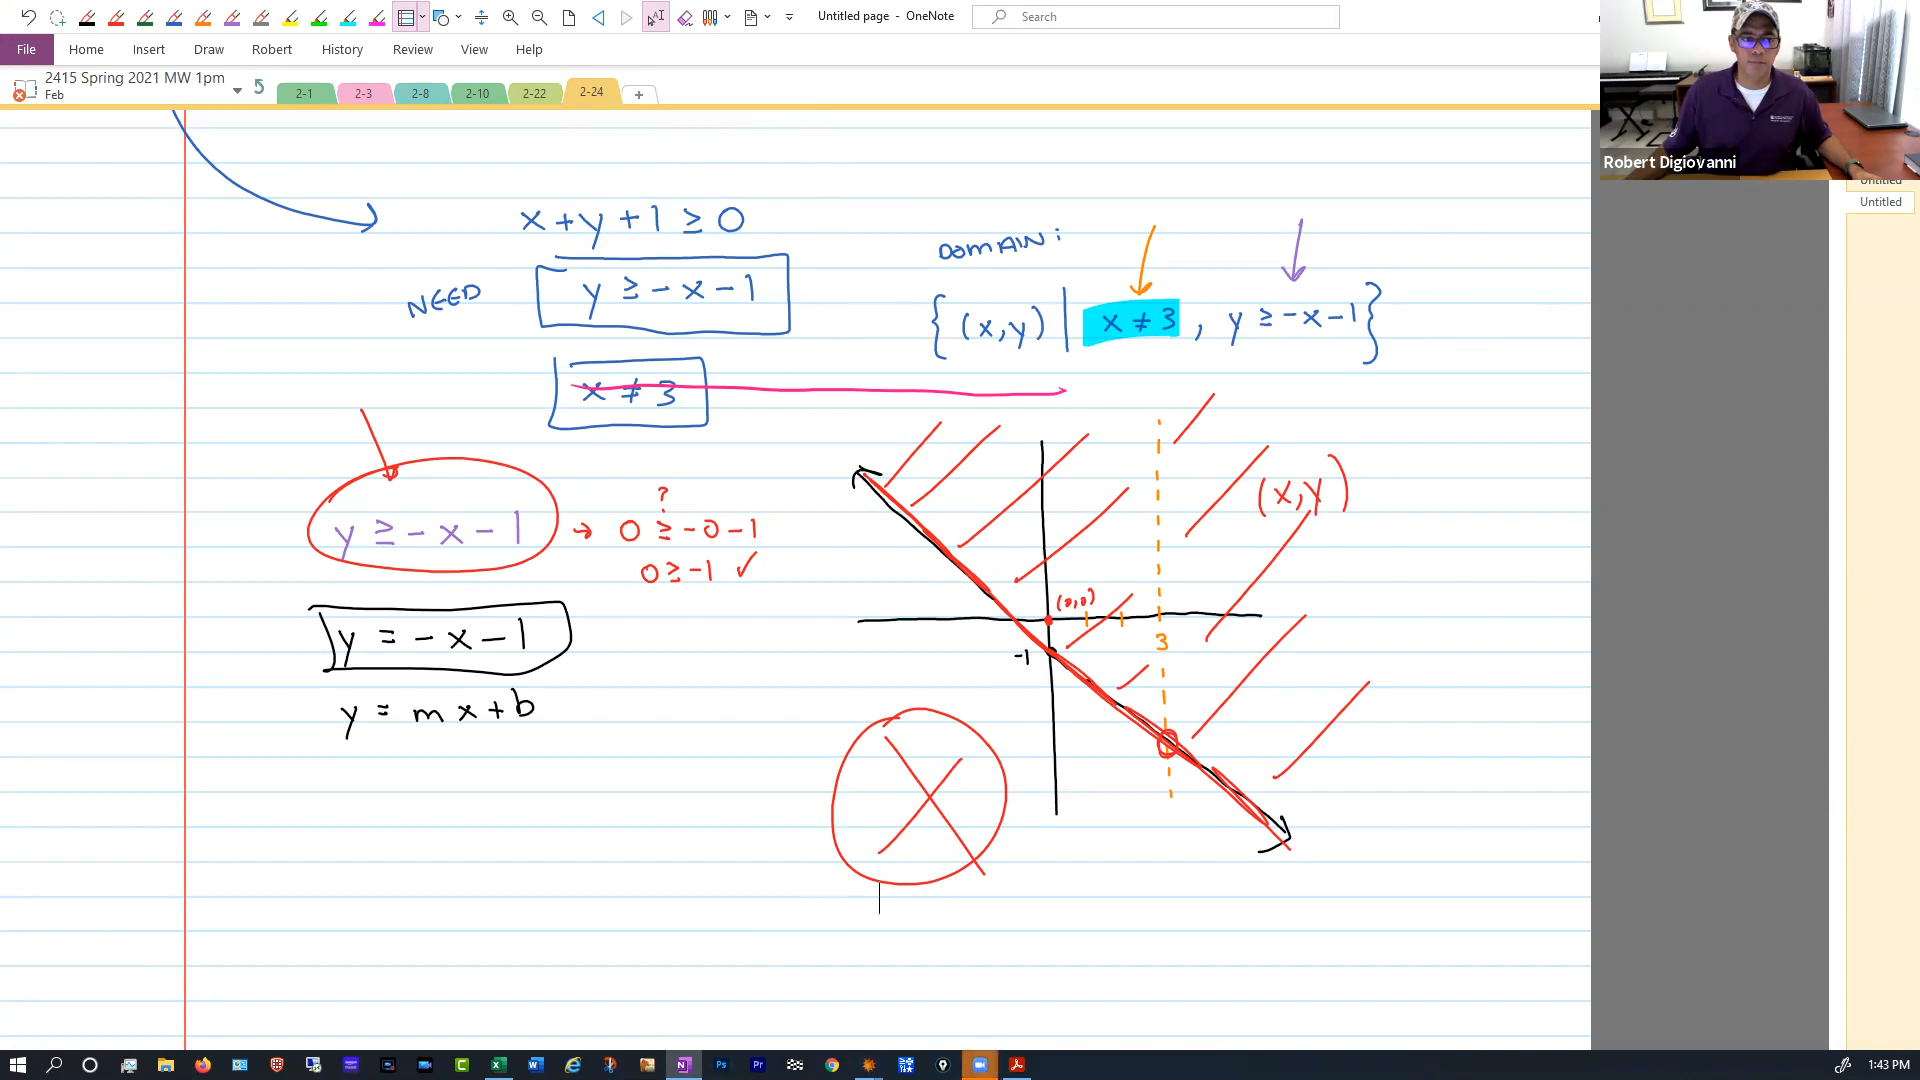 Untitled page - OneNote
Search
File Home Insert Draw Robert History Review View Help
2415 Spring 2021 MW 1pm
Feb
2-1 2-3 2-8 2-10 2-22 2-24 +
Robert Digiovanni
Untitled
Untitled
x + y + 1 ≥ 0
NEED
y ≥ - x - 1
x ≠ 3
DOMAIN:
{ (x,y) | x ≠ 3 , y ≥ - x - 1 }
y ≥ - x - 1 → 0 ≥ - 0 - 1
?
0 ≥ -1 ✓
y = - x - 1
y = m x + b
(x,y)
(0,0)
3
-1
1:43 PM